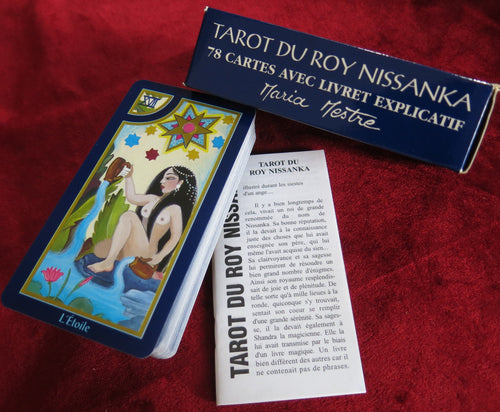 TAROT DU ROY NISSANKA
78 CARTES AVEC LIVRET EXPLICATIF
Maria Mestre
XVII
L'Étoile
TAROT DU ROY NISSA
TAROT DU
ROY NISSANKA
illustré durant les siestes
d'un ange....
Il y a bien longtemps de
cela, vivait un roi de grande
renommée du nom de
Nissanka. Sa bonne réputation,
il la devait à la connaissance
juste des choses que lui avait
enseignée son père, qui lui
même l'avait acquise du sien...
Sa clairvoyance et sa sagesse
lui permirent de résoudre un
bien grand nombre d'énigmes.
Ainsi son royaume resplendis-
sait de joie et de plénitude. De
telle sorte qu'à mille lieues à la
ronde, quiconque s'y trouvait,
sentait son coeur se remplir
d'une grande sérénité. Sa sages-
se, il la devait également à
Shandra la magicienne. Elle la
lui avait transmise par le biais
d'un livre magique. Un livre
bien différent des autres car il
ne contenait pas de phrases.